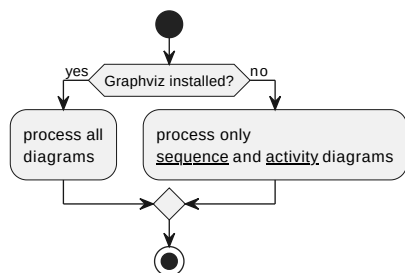 Graphviz installed?
yes
no
process all
diagrams
process only
sequence and activity diagrams